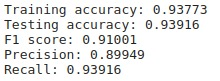 Training accuracy: 0.93773
Testing accuracy: 0.93916
F1 score: 0.91001
Precision: 0.89949
Recall: 0.93916